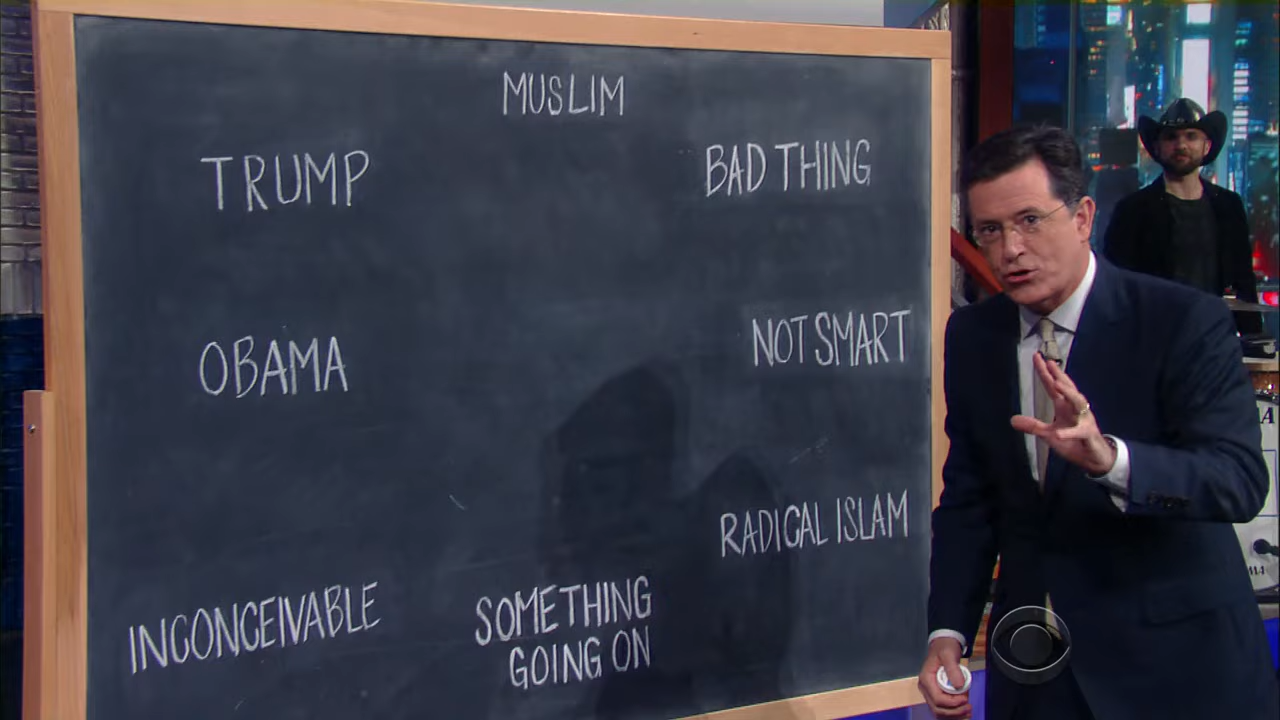 MUSLIM
TRUMP
BAD THING
OBAMA
NOT SMART
RADICAL ISLAM
INCONCEIVABLE
SOMETHING
GOING ON